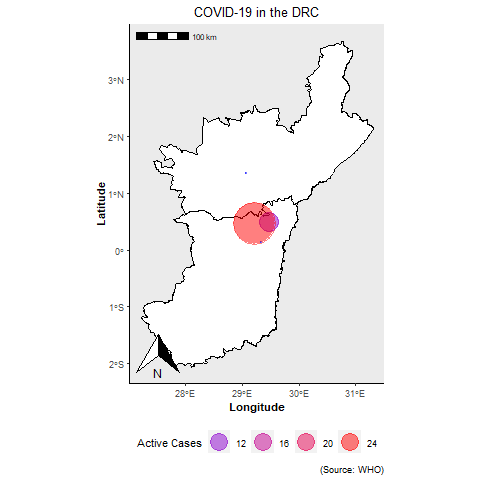 COVID-19 in the DRC
100 km
3°N
2°N
1°N
0°
1°S
2°S
Latitude
N
28°E 29°E 30°E 31°E
Longitude
Active Cases 12 16 20 24
(Source: WHO)